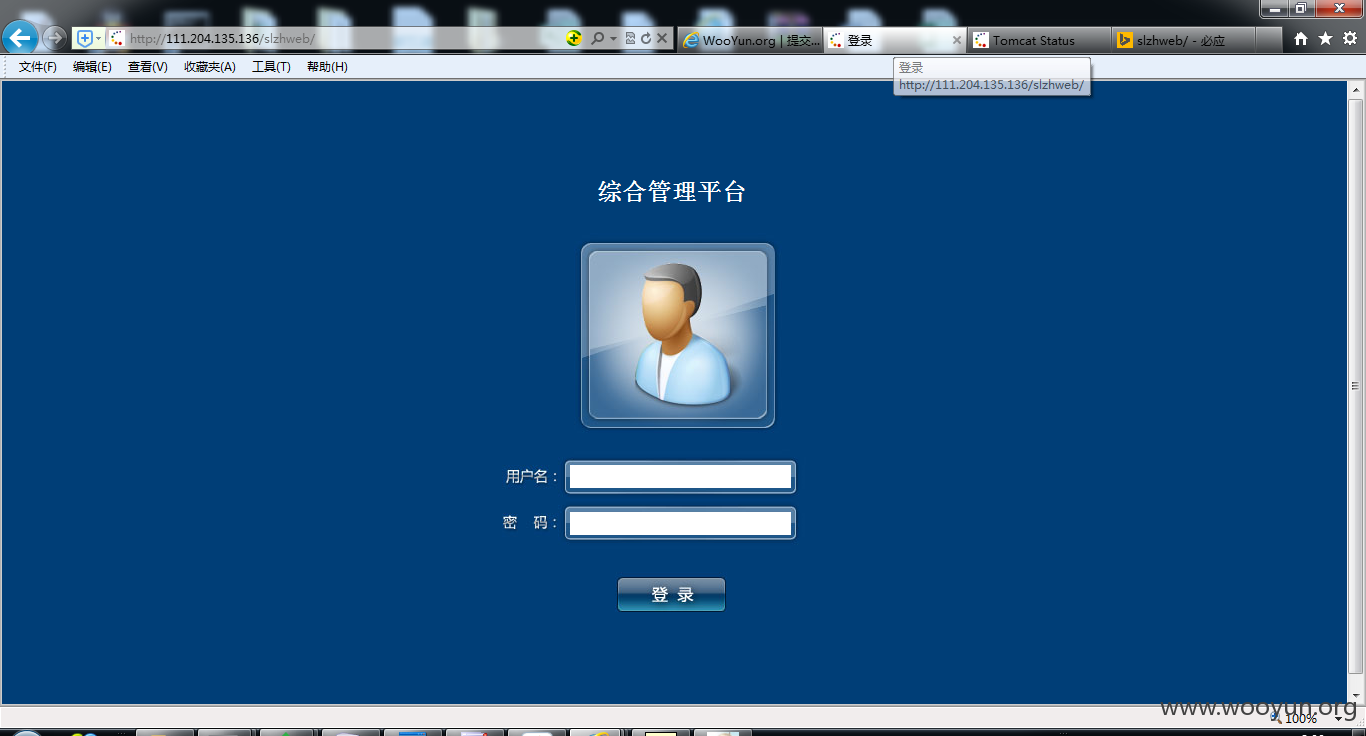 http://111.204.135.136/slzhweb/
WooYun.org | 提交...
登录
Tomcat Status
slzhweb/ - 必应
文件(F) 编辑(E) 查看(V) 收藏夹(A) 工具(T) 帮助(H)
登录
http://111.204.135.136/slzhweb/
综合管理平台
用户名：
密 码：
登 录
www.wooyun.org
100%